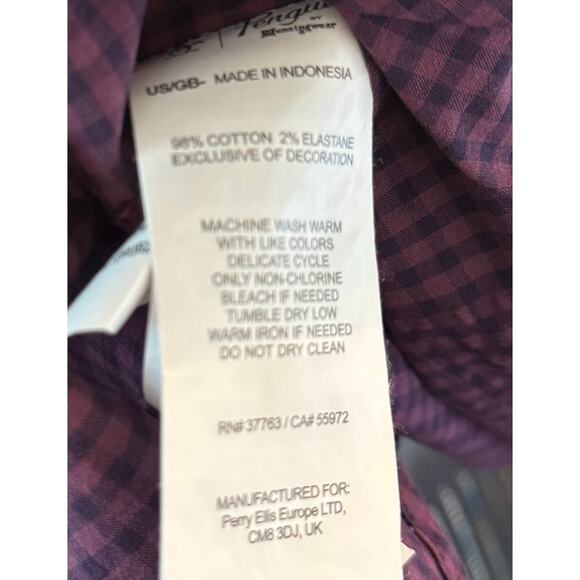 Penguin
BY
Munsingwear
US/GB- MADE IN INDONESIA
98% COTTON 2% ELASTANE
EXCLUSIVE OF DECORATION
MACHINE WASH WARM
WITH LIKE COLORS
DELICATE CYCLE
ONLY NON-CHLORINE
BLEACH IF NEEDED
TUMBLE DRY LOW
WARM IRON IF NEEDED
DO NOT DRY CLEAN
RN# 37763 / CA# 55972
MANUFACTURED FOR:
Perry Ellis Europe LTD,
CM8 3DJ, UK